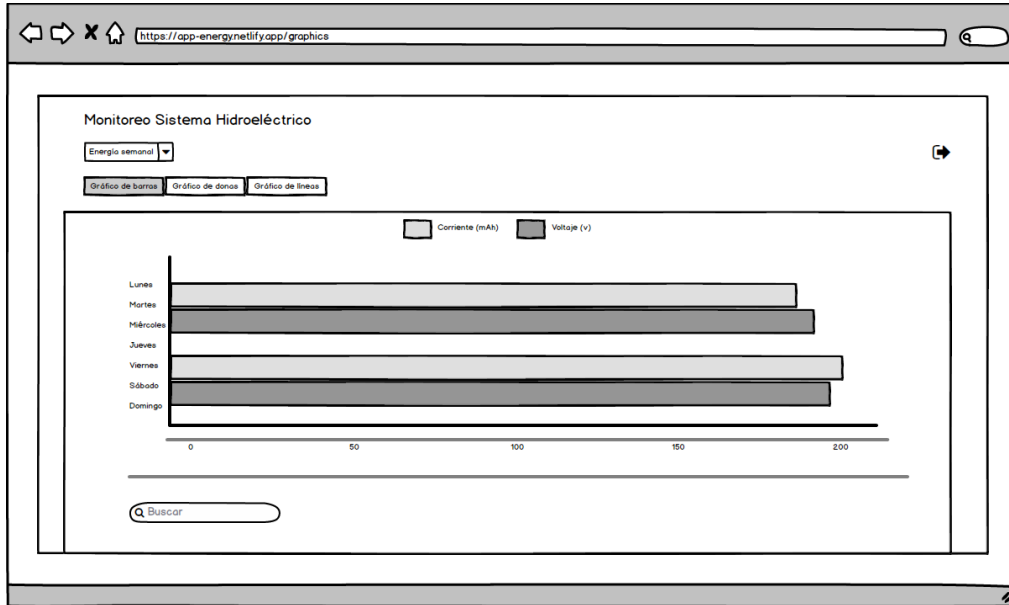 https://app-energy.netlify.app/graphics
Monitoreo Sistema Hidroeléctrico
Energía semanal
Gráfico de barras Gráfico de donas Gráfico de líneas
Corriente (mAh) Voltaje (v)
Lunes
Martes
Miércoles
Jueves
Viernes
Sábado
Domingo
0 50 100 150 200
Buscar